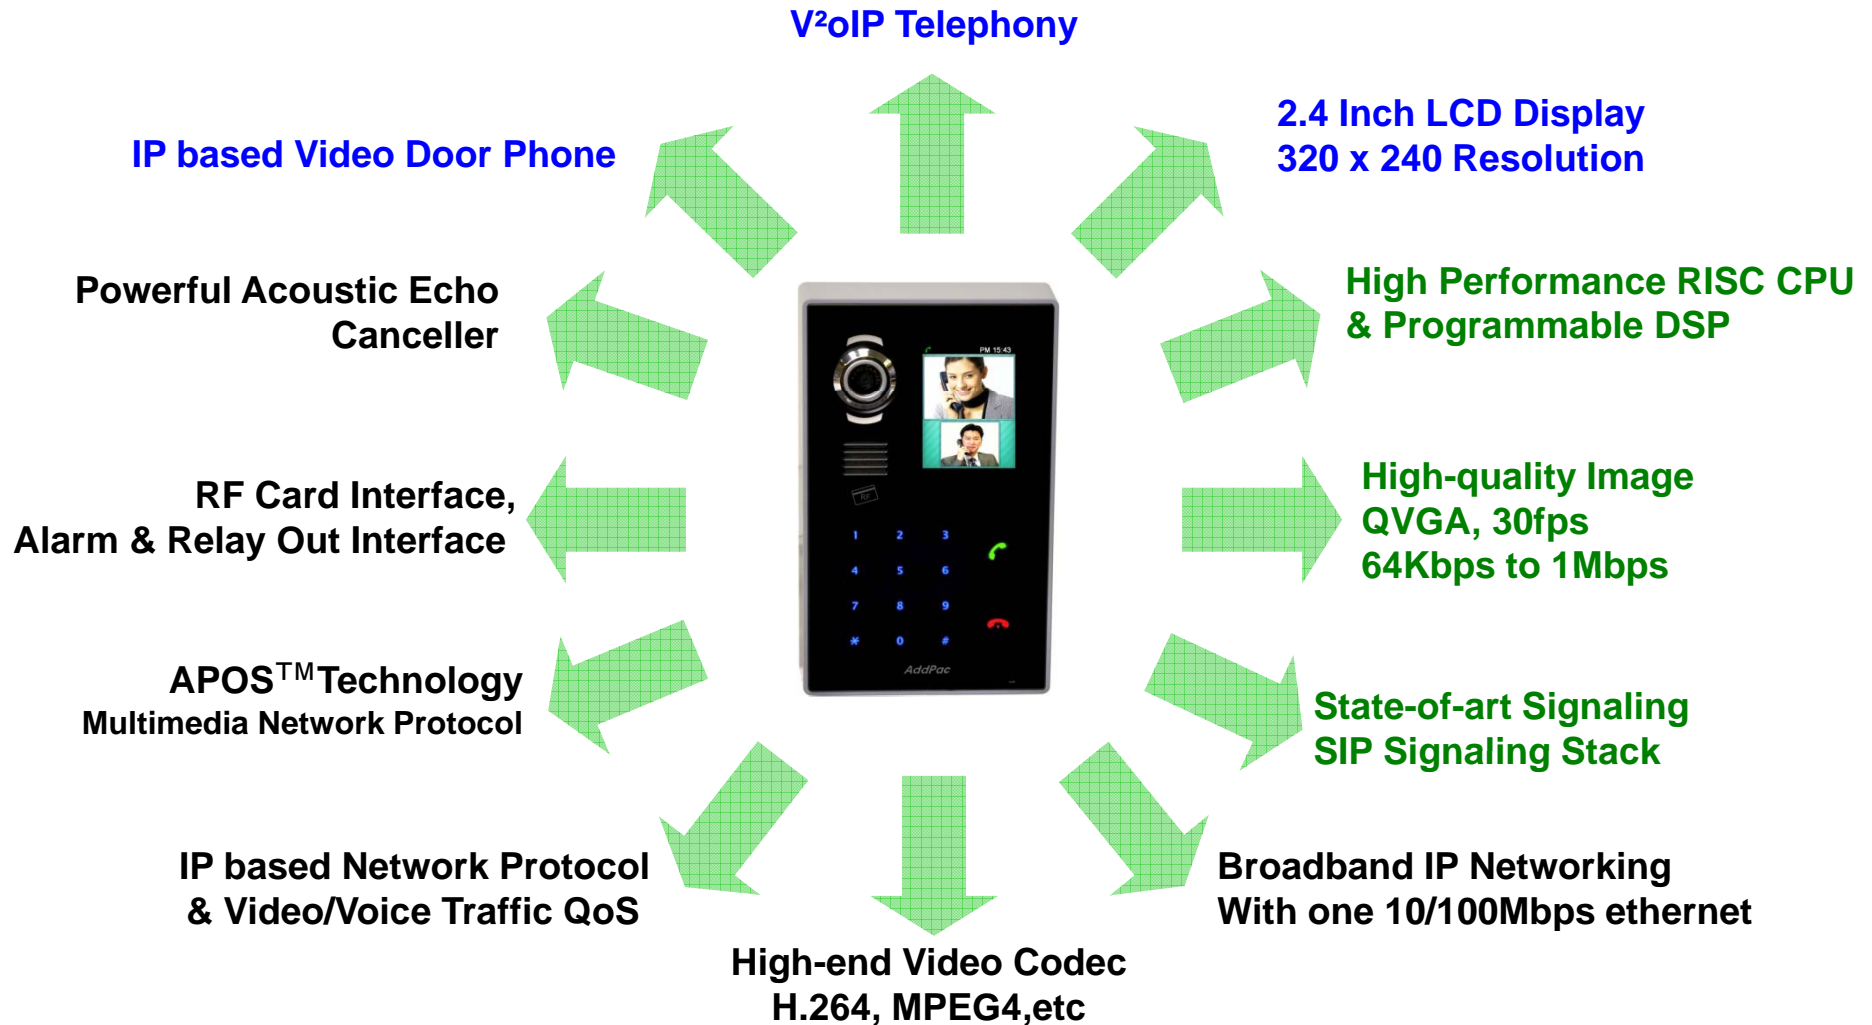 V²oIP Telephony
IP based Video Door Phone
2.4 Inch LCD Display
320 x 240 Resolution
Powerful Acoustic Echo
Canceller
High Performance RISC CPU
& Programmable DSP
RF Card Interface,
Alarm & Relay Out Interface
High-quality Image
QVGA, 30fps
64Kbps to 1Mbps
APOS™Technology
Multimedia Network Protocol
State-of-art Signaling
SIP Signaling Stack
IP based Network Protocol
& Video/Voice Traffic QoS
Broadband IP Networking
With one 10/100Mbps ethernet
High-end Video Codec
H.264, MPEG4,etc
PM 15:43
RF
1 2 3
4 5 6
7 8 9
* 0 #
AddPac